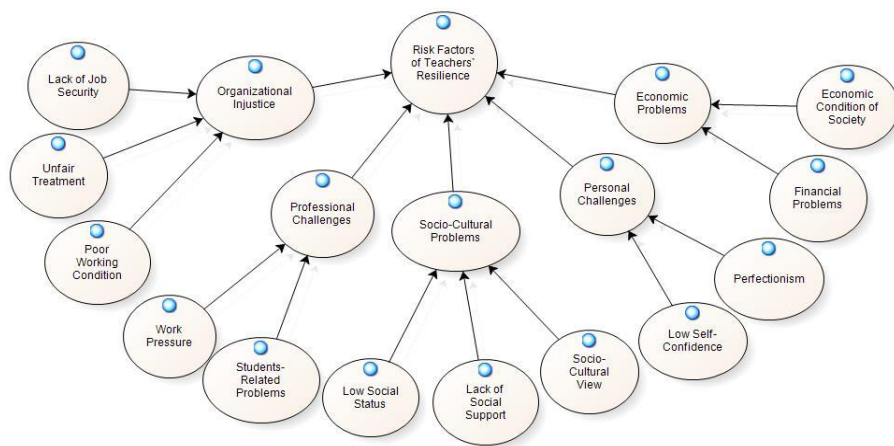 Risk Factors
of Teachers'
Resilience
Lack of Job
Security
Organizational
Injustice
Economic
Problems
Economic
Condition of
Society
Unfair
Treatment
Professional
Challenges
Socio-Cultural
Problems
Personal
Challenges
Financial
Problems
Poor
Working
Condition
Perfectionism
Work
Pressure
Students-
Related
Problems
Low Social
Status
Lack of
Social
Support
Socio-
Cultural
View
Low Self-
Confidence